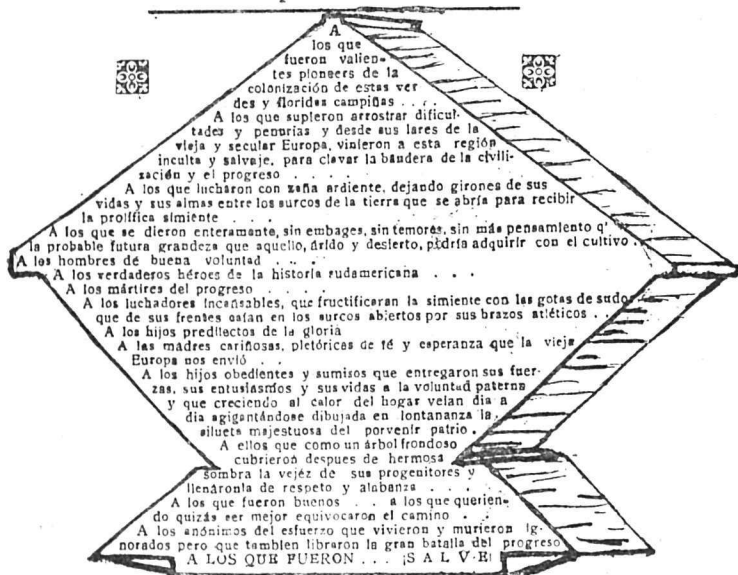 A
los que
fueron valien-
tes pioneers de la
colonización de estas ver
des y floridas campiñas . . . .
A los que supieron arrostrar dificul-
tades y penurias y desde sus lares de la
vieja y secular Europa, vinieron a esta región
inculta y salvaje, para clavar la bandera de la civili-
zación y el progreso . . . .
A los que lucharon con zaña ardiente, dejando girones de sus
vidas y sus almas entre los surcos de la tierra que se abría para recibir
la prolífica simiente . . .
A los que se dieron enteramente, sin embages, sin temores, sin más pensamiento q'
la probable futura grandeza que aquello, árido y desierto, podría adquirir con el cultivo .
A los hombres de buena voluntad . . .
A los verdaderos héroes de la historia sudamericana . . .
A los mártires del progreso . . . .
A los luchadores incansables, que fructificaran la simiente con las gotas de sudor
que de sus frentes caían en los surcos abiertos por sus brazos atléticos . .
A los hijos predilectos de la gloria
A las madres cariñosas, pletóricas de fé y esperanza que la vieja
Europa nos envió . .
A los hijos obedientes y sumisos que entregaron sus fuer-
zas, sus entusiasmos y sus vidas a la voluntad paterna
y que creciendo al calor del hogar veían dia a
dia agigantándose dibujada en lontananza la
silueta majestuosa del porvenir patrio .
A ellos que como un árbol frondoso
cubrieron despues de hermosa
sombra la vejéz de sus progenitores y
llenáronla de respeto y alabanza . . . .
A los que fueron buenos . . a los que querien-
do quizás ser mejor equivocaron el camino . .
A los anónimos del esfuerzo que vivieron y murieron ig-
norados pero que tambien libraron la gran batalla del progreso
A LOS QUE FUERON . . . ¡S A L V E!